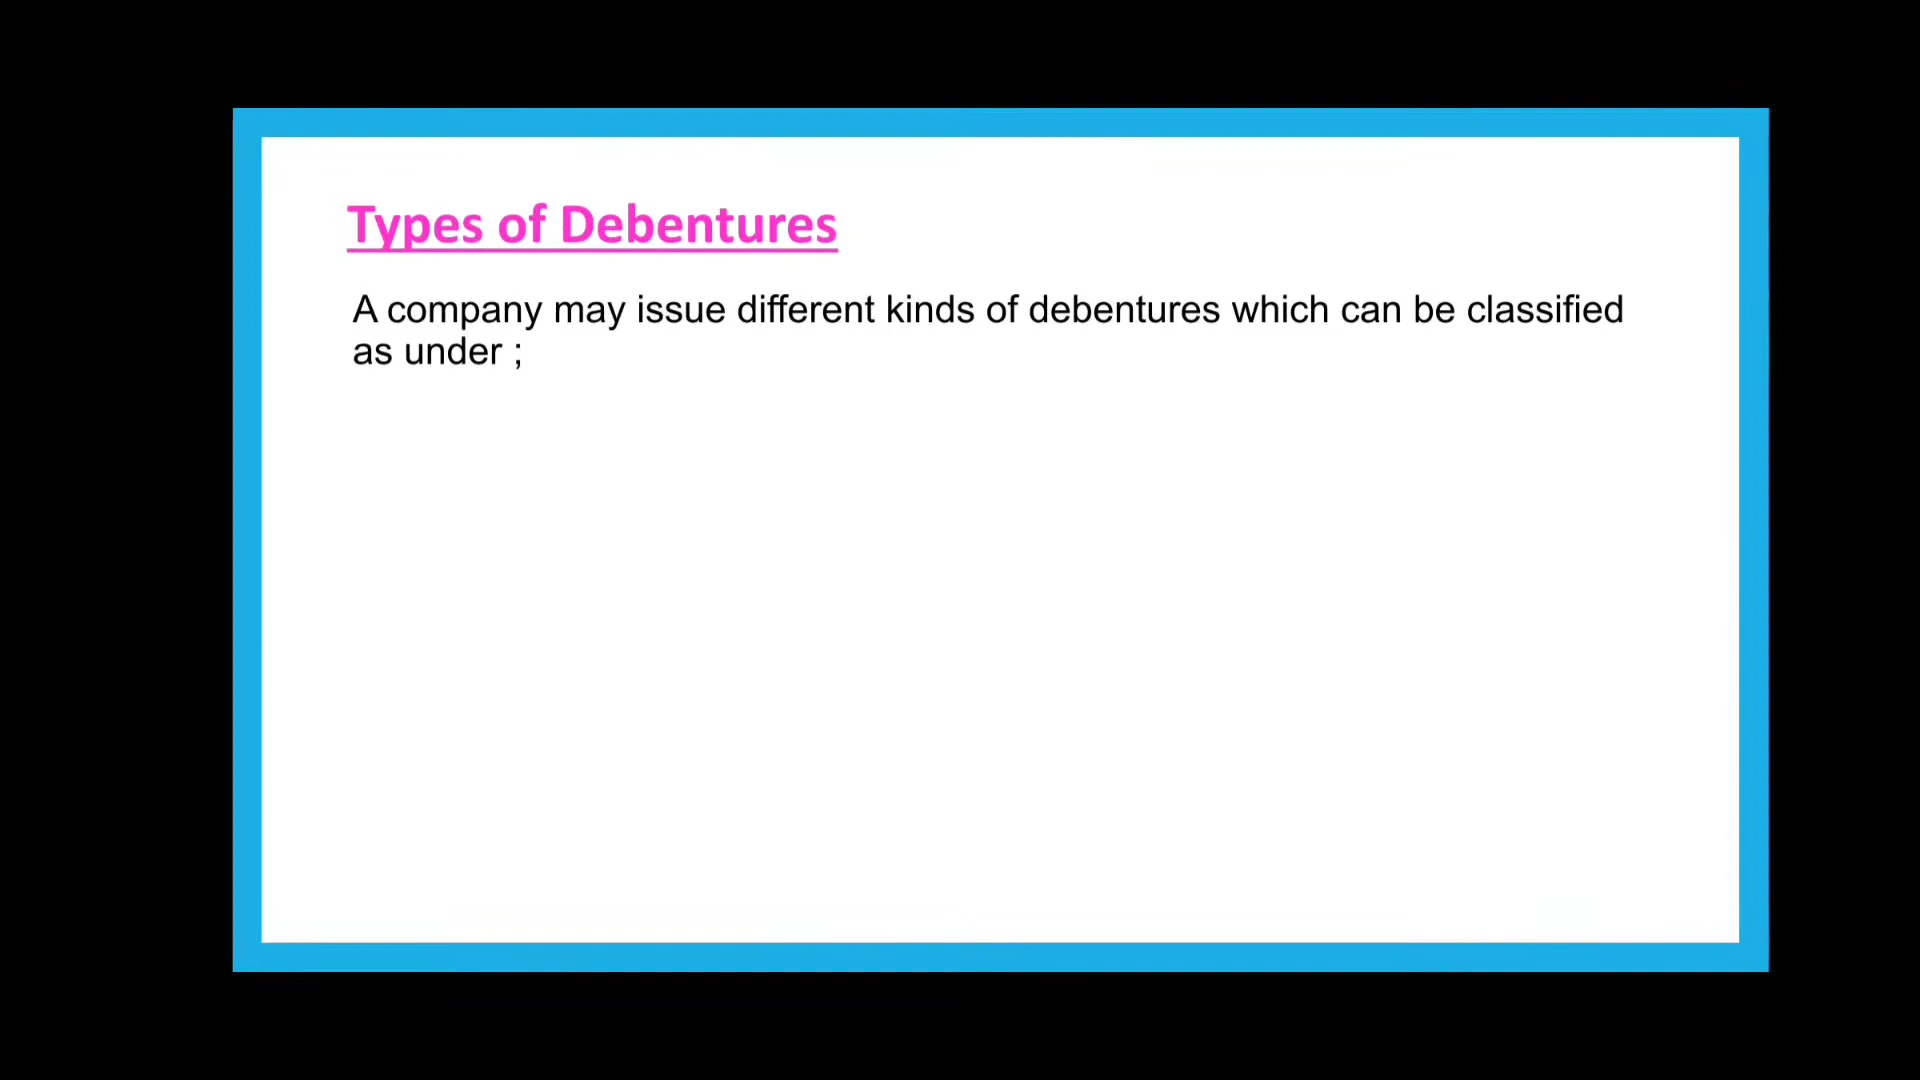 Types of Debentures
A company may issue different kinds of debentures which can be classified
as under ;